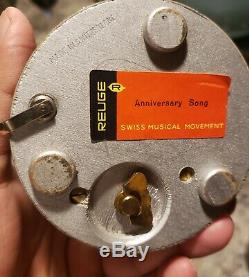 REUGE
R
Anniversary Song
SWISS MUSICAL MOVEMENT